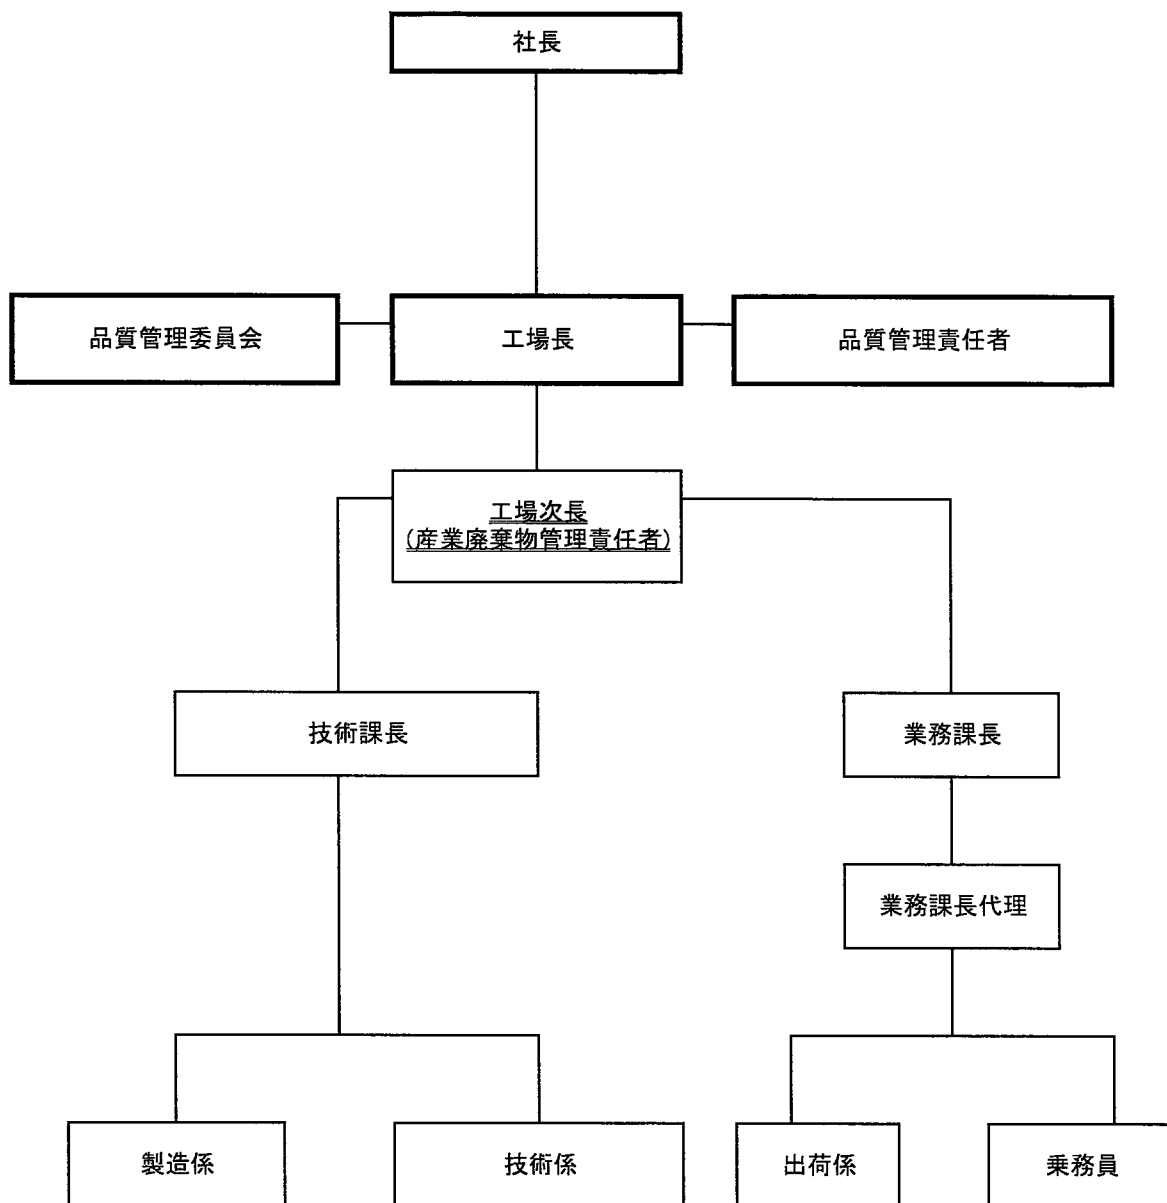 社長
品質管理委員会
工場長
品質管理責任者
工場次長
(産業廃棄物管理責任者)
技術課長
業務課長
業務課長代理
製造係
技術係
出荷係
乗務員